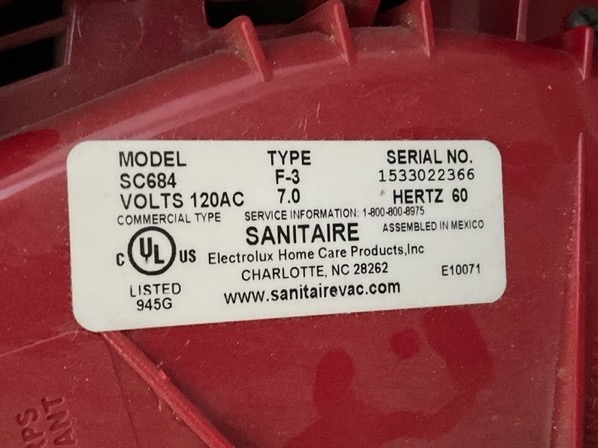 MODEL TYPE SERIAL NO.
SC684 F-3 1533022366
VOLTS 120AC 7.0 HERTZ 60
COMMERCIAL TYPE SERVICE INFORMATION: 1-800-800-8975
SANITAIRE ASSEMBLED IN MEXICO
C UL US Electrolux Home Care Products,Inc
CHARLOTTE, NC 28262 E10071
LISTED
945G
www.sanitairevac.com